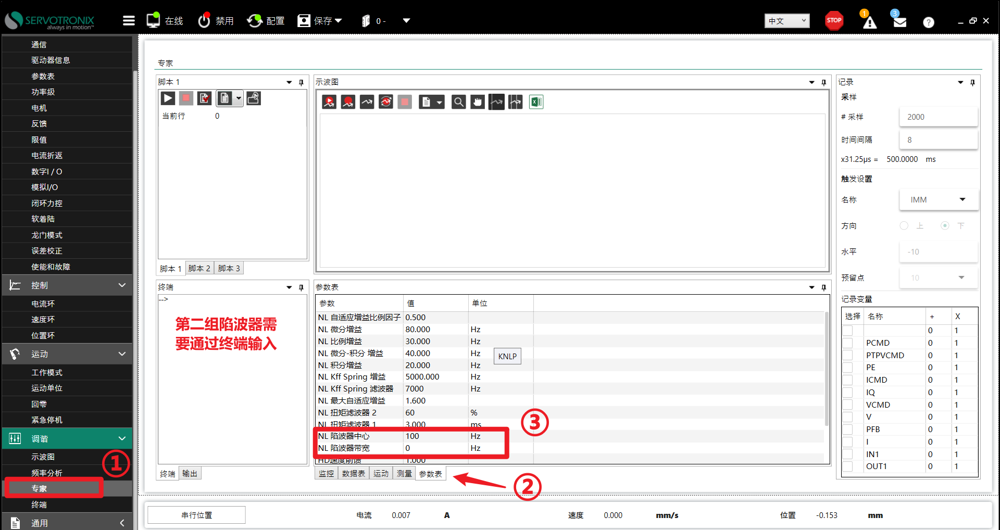 SERVOTRONIX
always in motion™
在线
禁用
配置
保存
0 -
中文
STOP
1
3
?
通信
驱动器信息
参数表
功率级
电机
反馈
限值
电流折返
数字I / O
模拟I/O
闭环力控
软着陆
龙门模式
误差校正
使能和故障
控制
电流环
速度环
位置环
运动
工作模式
运动单位
回零
紧急停机
调谐
示波图
频率分析
专家
终端
通用
①
专家
脚本 1
当前行 0
脚本 1 脚本 2 脚本 3
示波图
终端
-->
第二组陷波器需
要通过终端输入
终端 输出
参数表
参数 值 单位
NL 自适应增益比例因子 0.500
NL 微分增益 80.000 Hz
NL 比例增益 30.000 Hz
NL 微分-积分 增益 40.000 Hz
KNLP
NL 积分增益 20.000 Hz
NL Kff Spring 增益 5000.000 Hz
NL Kff Spring 滤波器 7000 Hz
NL 最大自适应增益 1.600
NL 扭矩滤波器 2 60 %
NL 扭矩滤波器 1 3.000 ms
NL 陷波器中心 100 Hz
NL 陷波器带宽 0 Hz
HD速度前馈 1.000
③
监控 数据表 运动 测量 参数表
②
记录
采样
# 采样 2000
时间间隔 8
x31.25µs = 500.0000 ms
触发设置
名称 IMM
方向 上 下
水平 -10
预留点 10
记录变量
选择 名称 + X
0 1
PCMD 0 1
PTPVCMD 0 1
PE 0 1
ICMD 0 1
IQ 0 1
VCMD 0 1
V 0 1
PFB 0 1
I 0 1
IN1 0 1
OUT1 0 1
串行位置
电流 0.007 A
速度 0.000 mm/s
位置 -0.153 mm